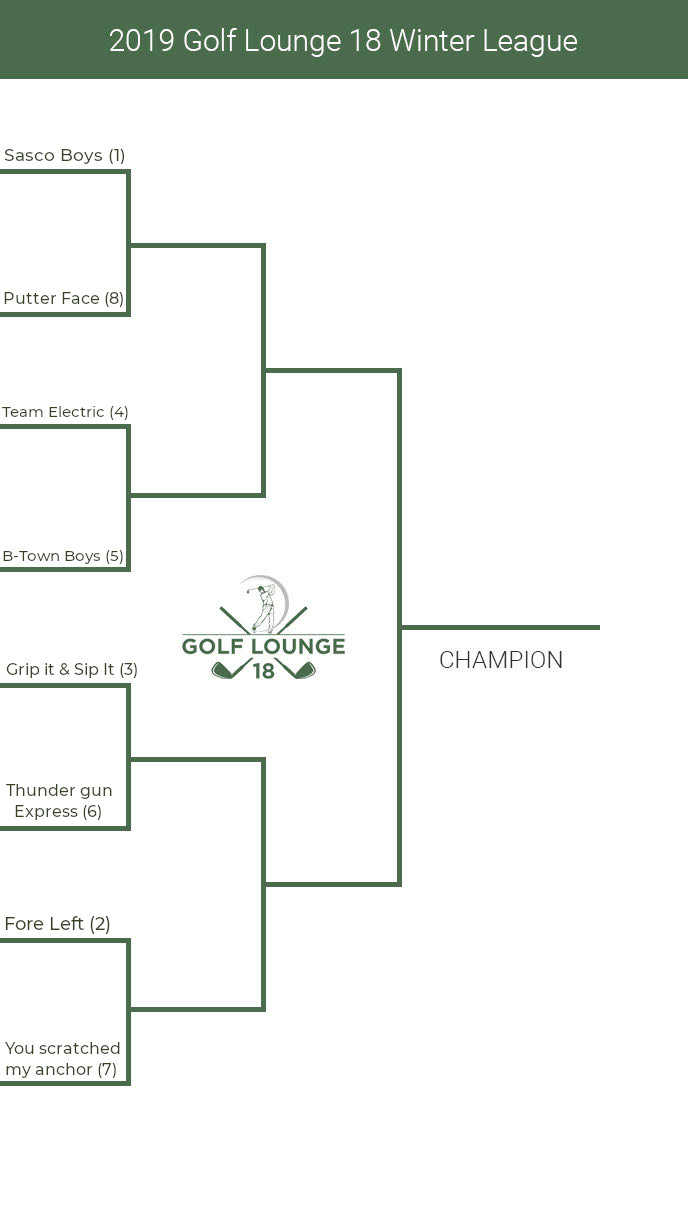 2019 Golf Lounge 18 Winter League
Sasco Boys (1)
Putter Face (8)
Team Electric (4)
B-Town Boys (5)
GOLF LOUNGE
18
CHAMPION
Grip it & Sip It (3)
Thunder gun
Express (6)
Fore Left (2)
You scratched
my anchor (7)